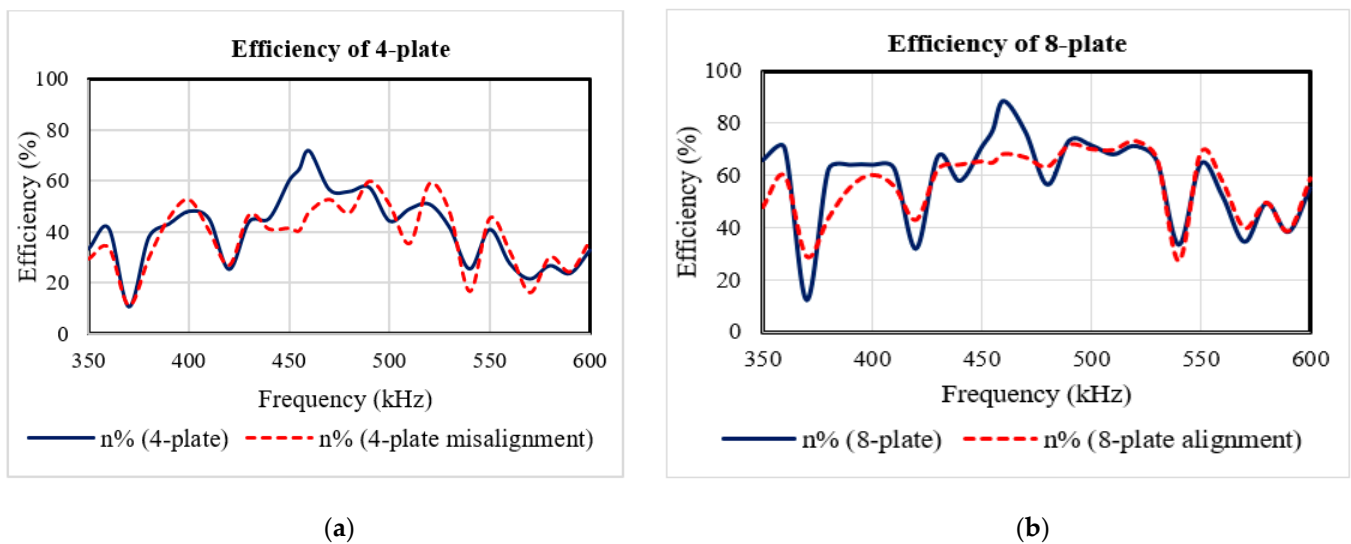 Efficiency of 4-plate
100
80
60
40
20
0
Efficiency (%)
350 400 450 500 550 600
Frequency (kHz)
n% (4-plate) n% (4-plate misalignment)
(a)
Efficiency of 8-plate
100
80
60
40
20
0
Efficiency (%)
350 400 450 500 550 600
Frequency (kHz)
n% (8-plate) n% (8-plate alignment)
(b)